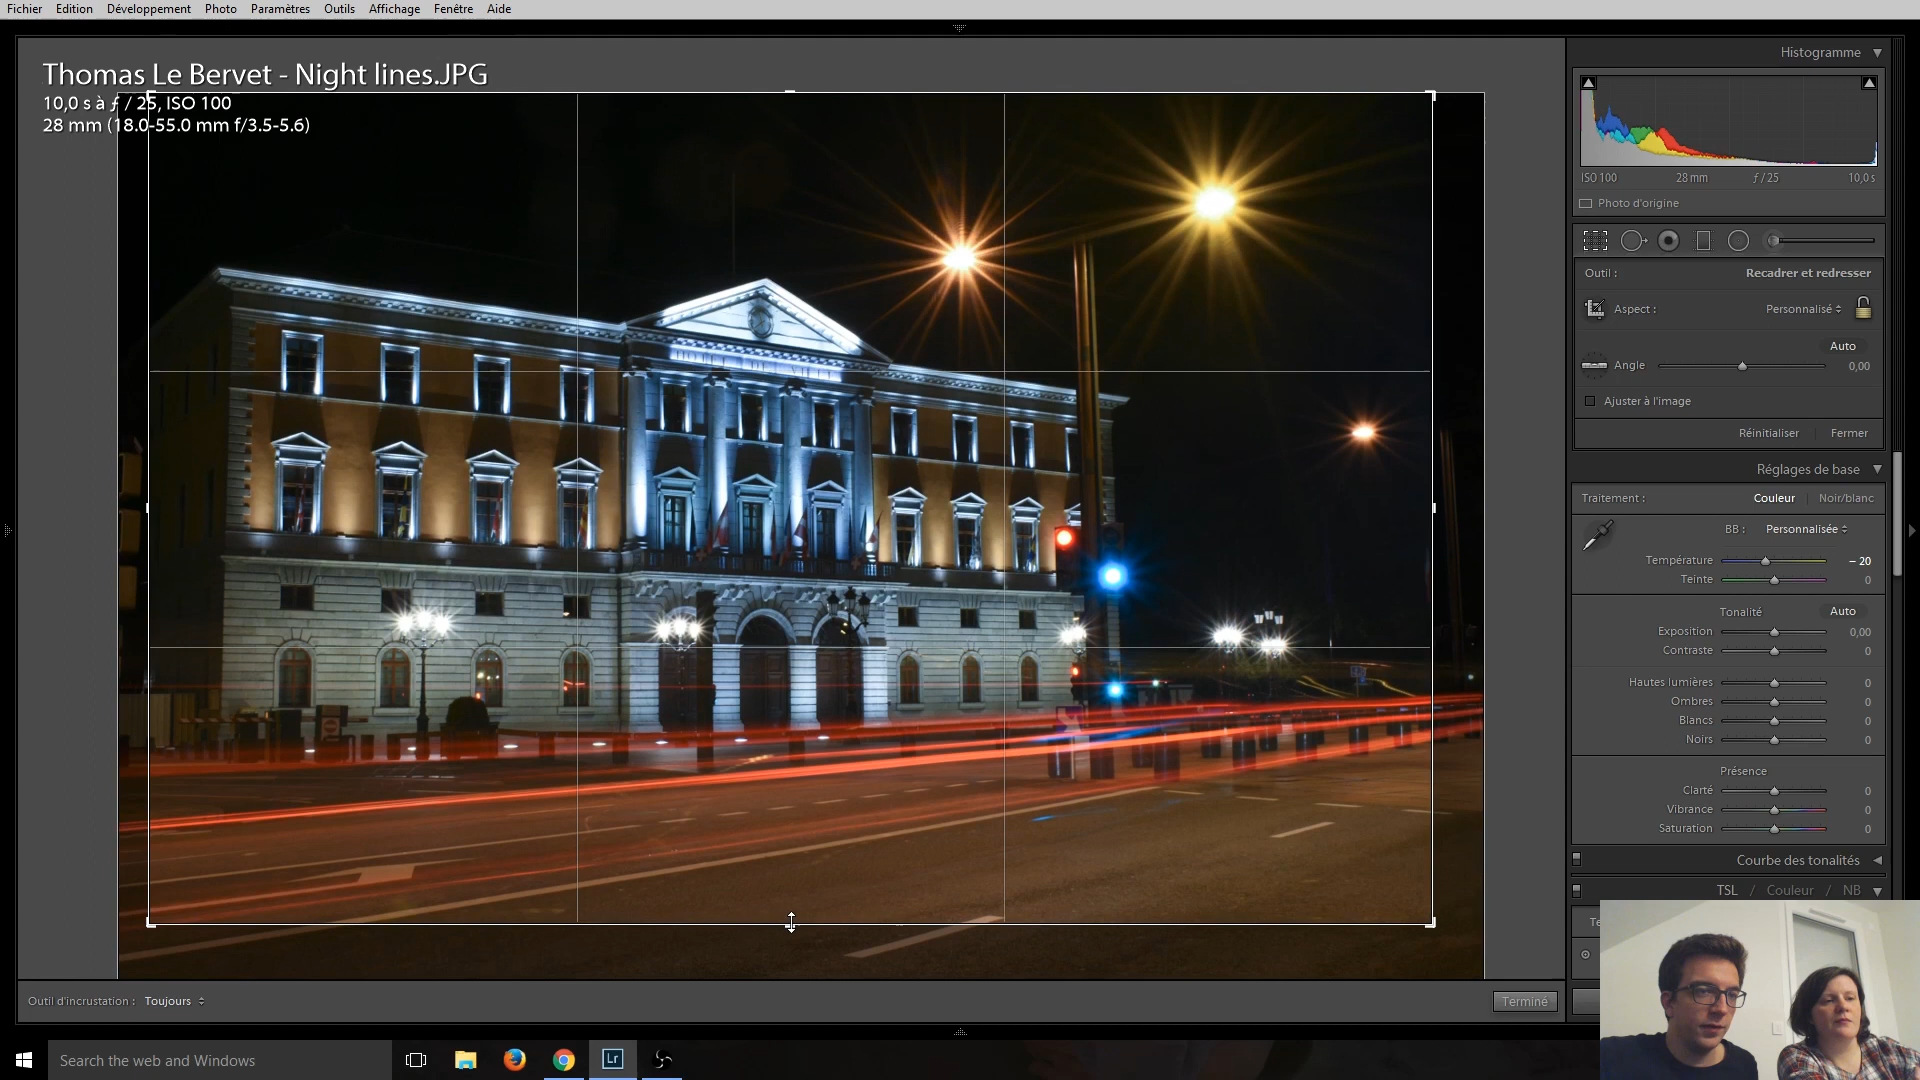 Fichier Edition Développement Photo Paramètres Outils Affichage Fenêtre Aide
Thomas Le Bervet - Night lines.JPG
10,0 s à ƒ / 25, ISO 100
28 mm (18.0-55.0 mm f/3.5-5.6)
Histogramme
ISO 100 28 mm ƒ / 25 10,0 s
Photo d'origine
Outil : Recadrer et redresser
Aspect : Personnalisé
Auto
Angle 0,00
Ajuster à l'image
Réinitialiser Fermer
Réglages de base
Traitement : Couleur Noir/blanc
BB : Personnalisée
Température – 20
Teinte 0
Tonalité Auto
Exposition 0,00
Contraste 0
Hautes lumières 0
Ombres 0
Blancs 0
Noirs 0
Présence
Clarté 0
Vibrance 0
Saturation 0
Courbe des tonalités
TSL / Couleur / NB
Outil d'incrustation : Toujours
Terminé
Search the web and Windows
Lr